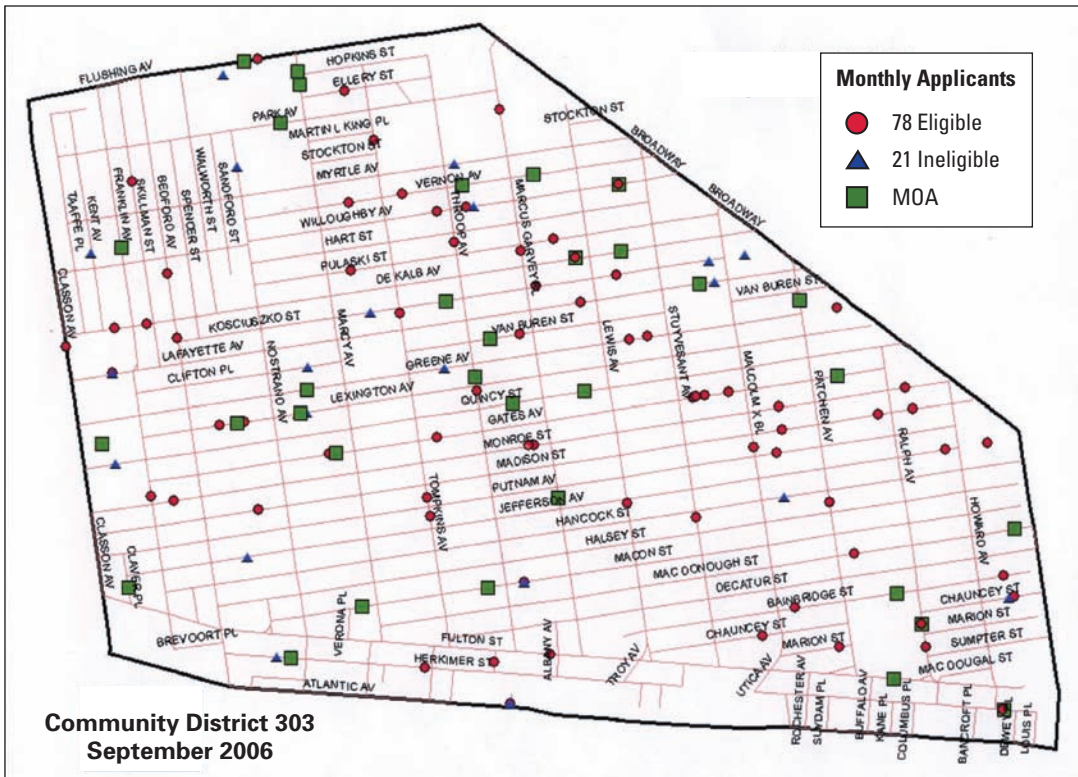 FLUSHING AV
HOPKINS ST
ELLERY ST
PARK AV
MARTIN L KING PL
STOCKTON ST
STOCKTON ST
MYRTLE AV
BROADWAY
BROADWAY
VERNON AV
WILLOUGHBY AV
HART ST
PULASKI ST
DE KALB AV
TAAFFE PL
KENT AV
FRANKLIN AV
SKILLMAN ST
BEDFORD AV
SPENCER ST
WALWORTH ST
SANDFORD ST
THROOP AV
MARCUS GARVEY BL
CLASSON AV
KOSCIUSZKO ST
LAFAYETTE AV
CLIFTON PL
NOSTRAND AV
MARCY AV
VAN BUREN ST
VAN BUREN ST
GREENE AV
LEXINGTON AV
QUINCY ST
GATES AV
MONROE ST
MADISON ST
PUTNAM AV
JEFFERSON AV
HANCOCK ST
HALSEY ST
MACON ST
MAC DONOUGH ST
DECATUR ST
BAINBRIDGE ST
CHAUNCEY ST
CHAUNCEY ST
MARION ST
MARION ST
SUMPTER ST
MAC DOUGAL ST
LEWIS AV
STUYVESANT AV
MALCOLM X BL
PATCHEN AV
RALPH AV
HOWARD AV
TOMPKINS AV
CLASSON AV
CLAVER PL
BREVOORT PL
VERONA PL
FULTON ST
HERKIMER ST
ATLANTIC AV
ALBANY AV
TROY AV
UTICA AV
ROCHESTER AV
SUYDAM PL
BUFFALO AV
KANE PL
COLUMBUS PL
BANCROFT PL
LOUIS PL
Monthly Applicants
78 Eligible
21 Ineligible
MOA
Community District 303
September 2006